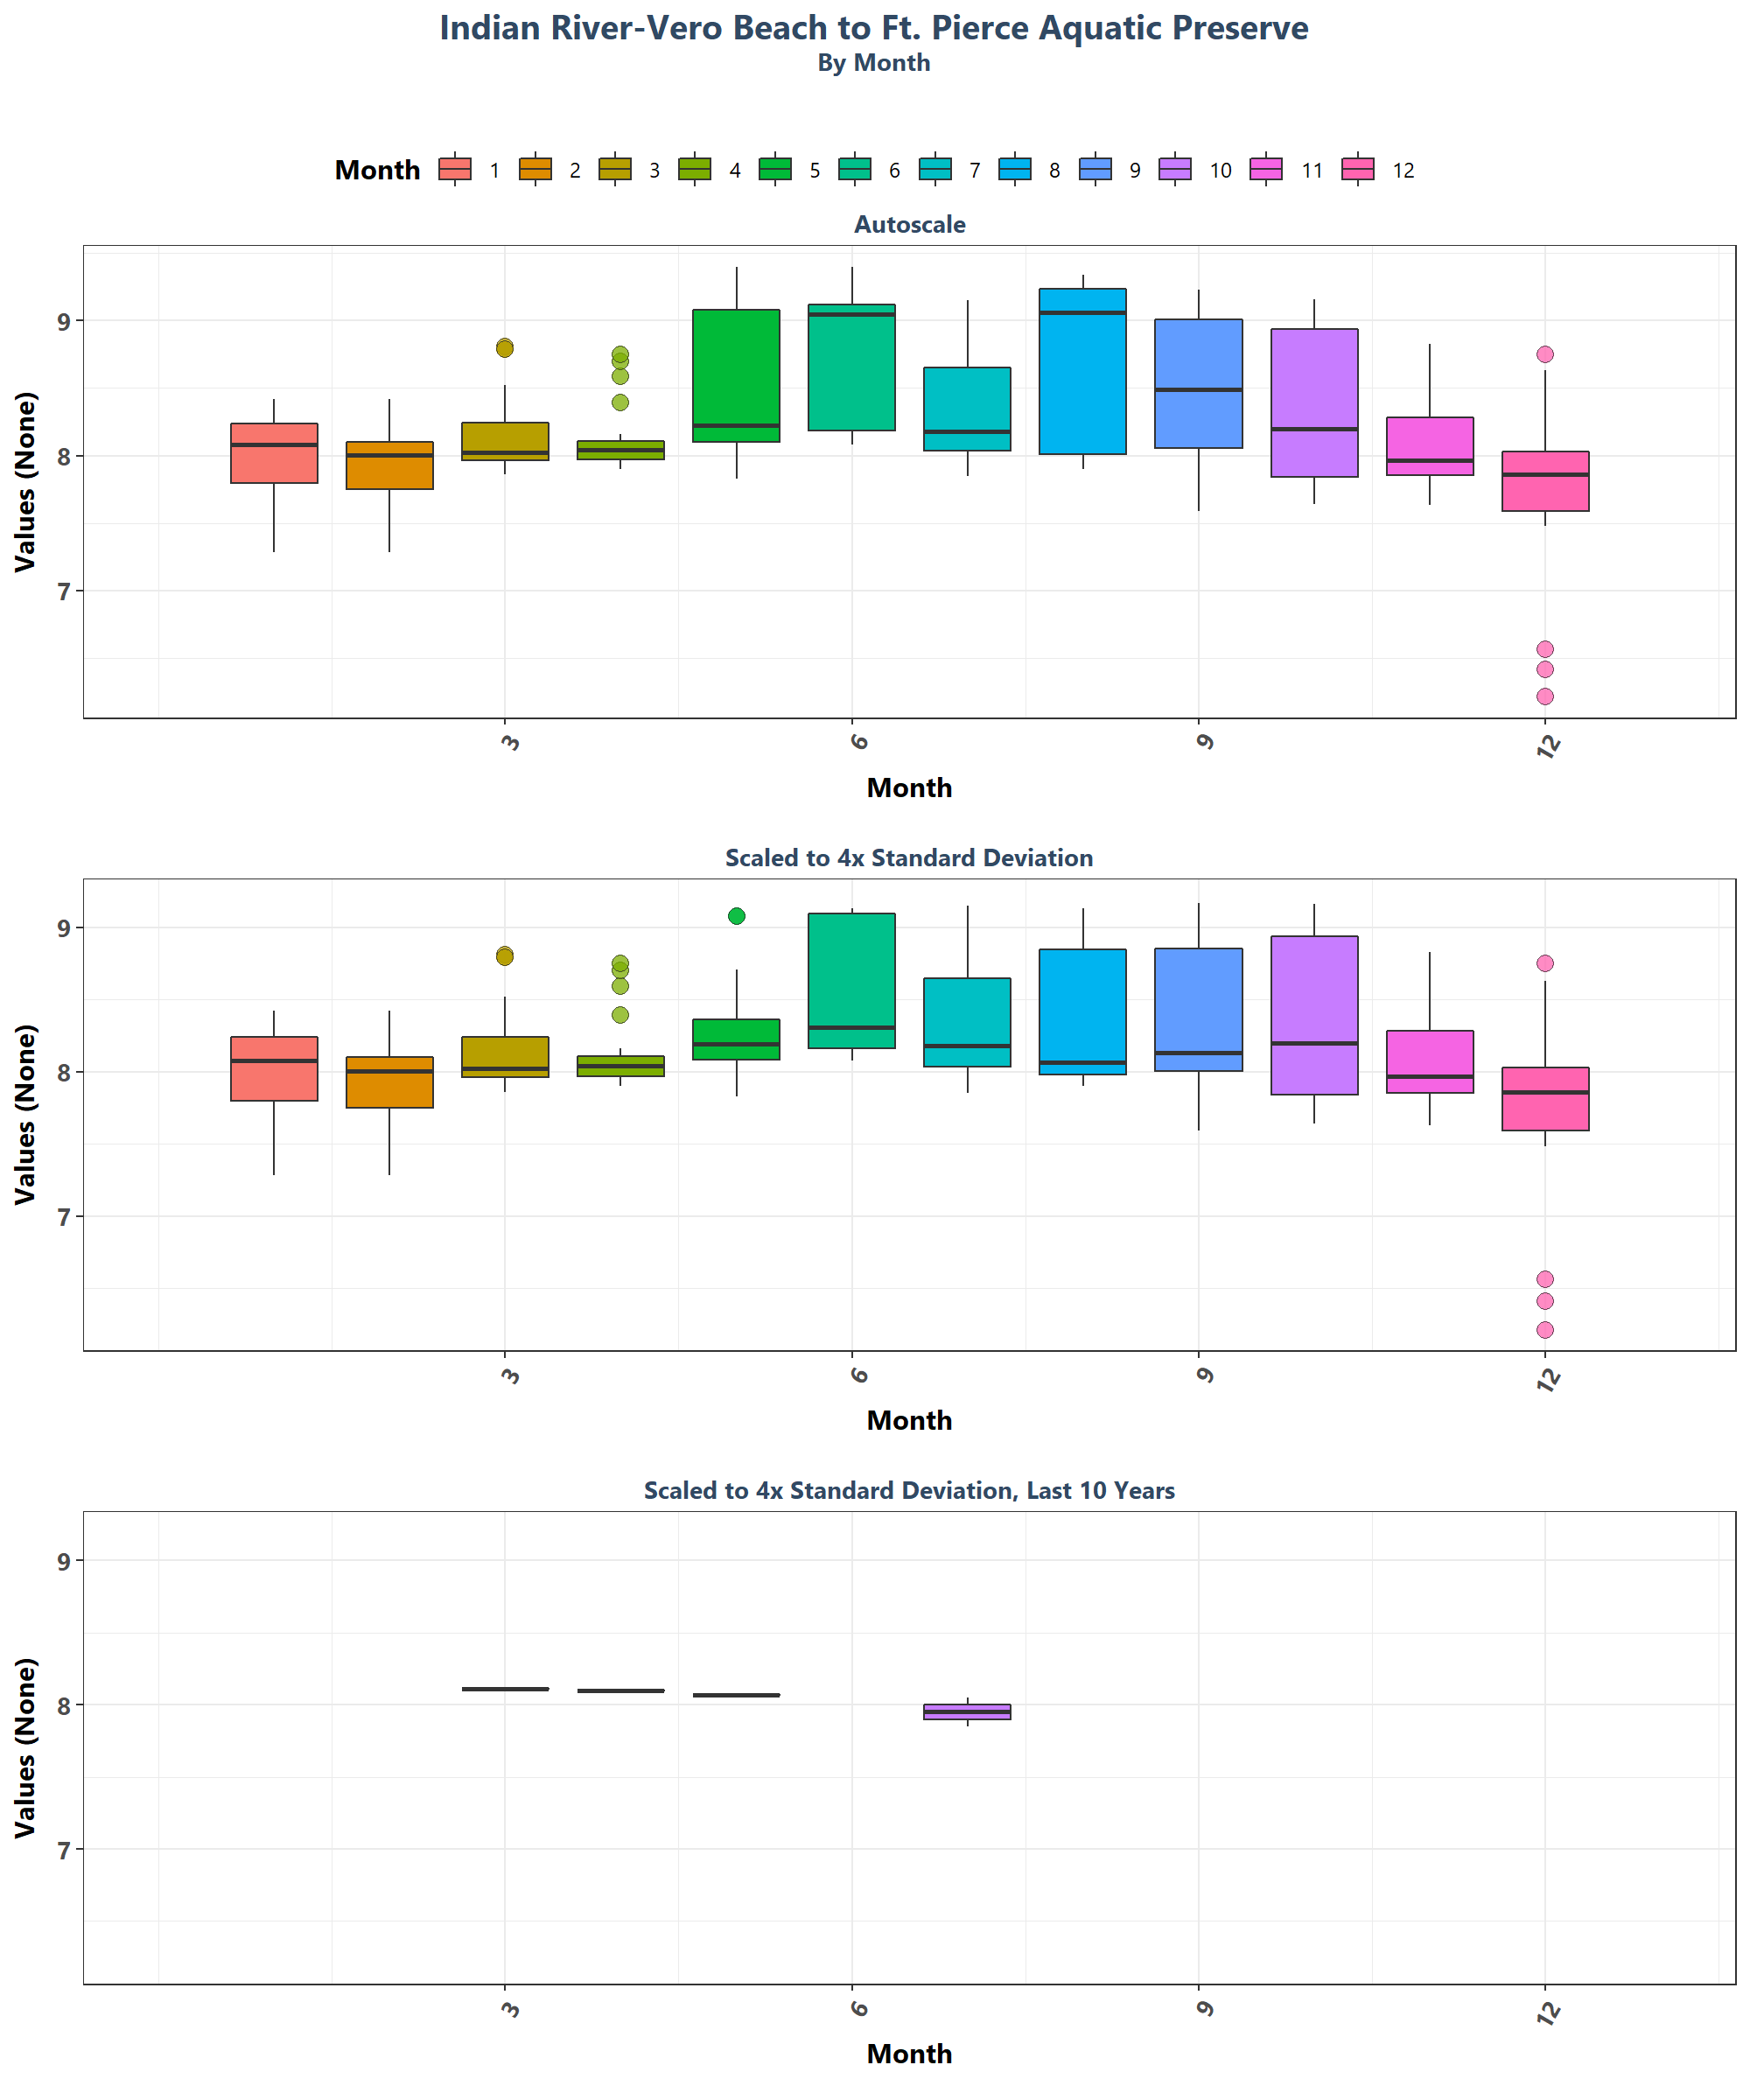 Indian River-Vero Beach to Ft. Pierce Aquatic Preserve
By Month
Month 1 2 3 4 5 6 7 8 9 10 11 12
Autoscale
Values (None)
9
8
7
3 6 9 12
Month
Scaled to 4x Standard Deviation
Values (None)
9
8
7
3 6 9 12
Month
Scaled to 4x Standard Deviation, Last 10 Years
Values (None)
9
8
7
3 6 9 12
Month